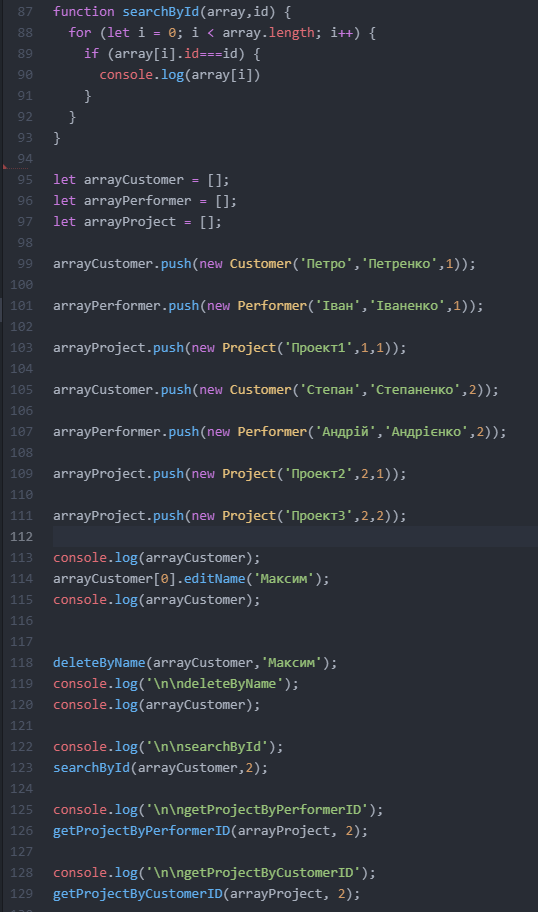 87 function searchById(array,id) {
88   for (let i = 0; i < array.length; i++) {
89     if (array[i].id===id) {
90       console.log(array[i])
91     }
92   }
93 }
94
95 let arrayCustomer = [];
96 let arrayPerformer = [];
97 let arrayProject = [];
98
99 arrayCustomer.push(new Customer('Петро','Петренко',1));
100
101 arrayPerformer.push(new Performer('Іван','Іваненко',1));
102
103 arrayProject.push(new Project('Проект1',1,1));
104
105 arrayCustomer.push(new Customer('Степан','Степаненко',2));
106
107 arrayPerformer.push(new Performer('Андрій','Андрієнко',2));
108
109 arrayProject.push(new Project('Проект2',2,1));
110
111 arrayProject.push(new Project('Проект3',2,2));
112
113 console.log(arrayCustomer);
114 arrayCustomer[0].editName('Максим');
115 console.log(arrayCustomer);
116
117
118 deleteByName(arrayCustomer,'Максим');
119 console.log('\n\ndeleteByName');
120 console.log(arrayCustomer);
121
122 console.log('\n\nsearchById');
123 searchById(arrayCustomer,2);
124
125 console.log('\n\ngetProjectByPerformerID');
126 getProjectByPerformerID(arrayProject, 2);
127
128 console.log('\n\ngetProjectByCustomerID');
129 getProjectByCustomerID(arrayProject, 2);